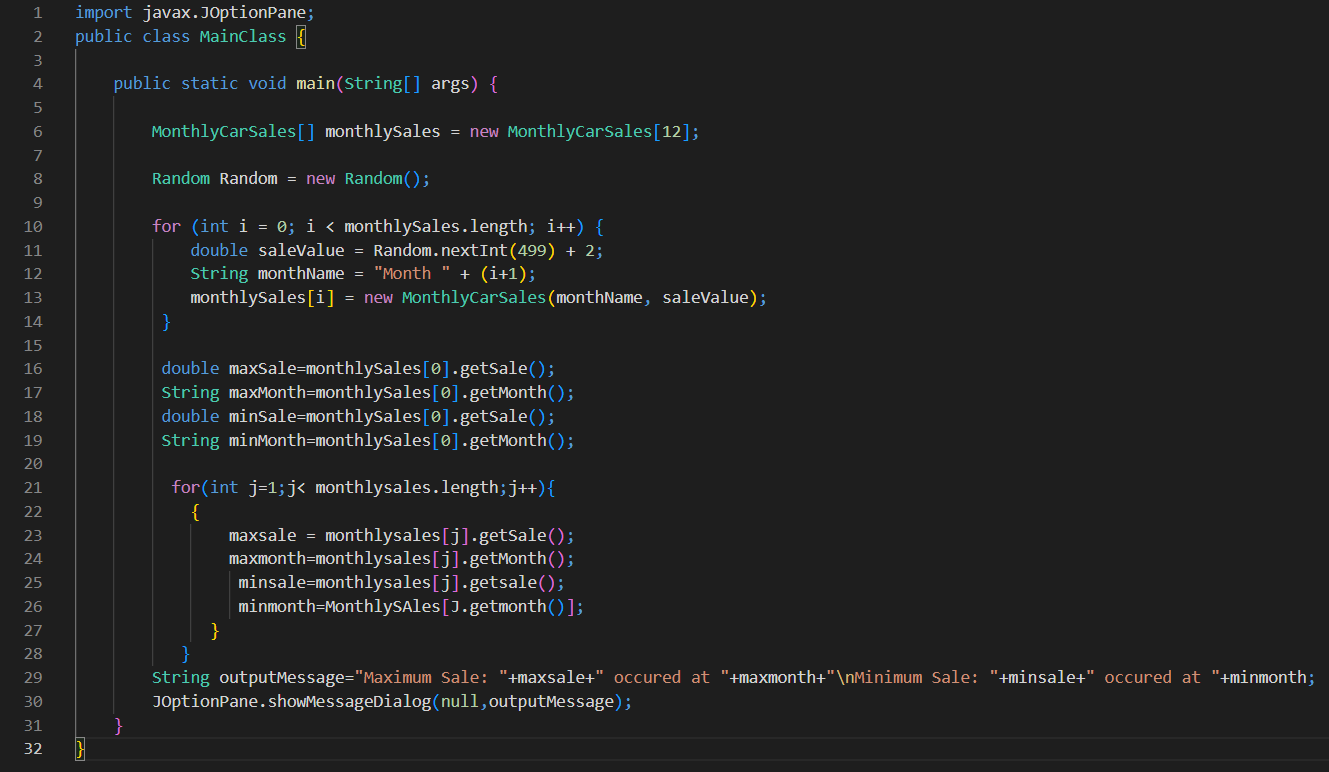 1 import javax.JOptionPane;
2 public class MainClass {
3
4 public static void main(String[] args) {
5
6 MonthlyCarSales[] monthlySales = new MonthlyCarSales[12];
7
8 Random Random = new Random();
9
10 for (int i = 0; i < monthlySales.length; i++) {
11 double saleValue = Random.nextInt(499) + 2;
12 String monthName = "Month " + (i+1);
13 monthlySales[i] = new MonthlyCarSales(monthName, saleValue);
14 }
15
16 double maxSale=monthlySales[0].getSale();
17 String maxMonth=monthlySales[0].getMonth();
18 double minSale=monthlySales[0].getSale();
19 String minMonth=monthlySales[0].getMonth();
20
21 for(int j=1;j< monthlysales.length;j++){
22 {
23 maxsale = monthlysales[j].getSale();
24 maxmonth=monthlysales[j].getMonth();
25 minsale=monthlysales[j].getsale();
26 minmonth=MonthlySAles[J.getmonth()];
27 }
28 }
29 String outputMessage="Maximum Sale: "+maxsale+" occured at "+maxmonth+"\nMinimum Sale: "+minsale+" occured at "+minmonth;
30 JOptionPane.showMessageDialog(null,outputMessage);
31 }
32 }